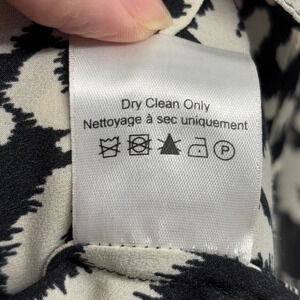 Dry Clean Only
Nettoyage à sec uniquement
P